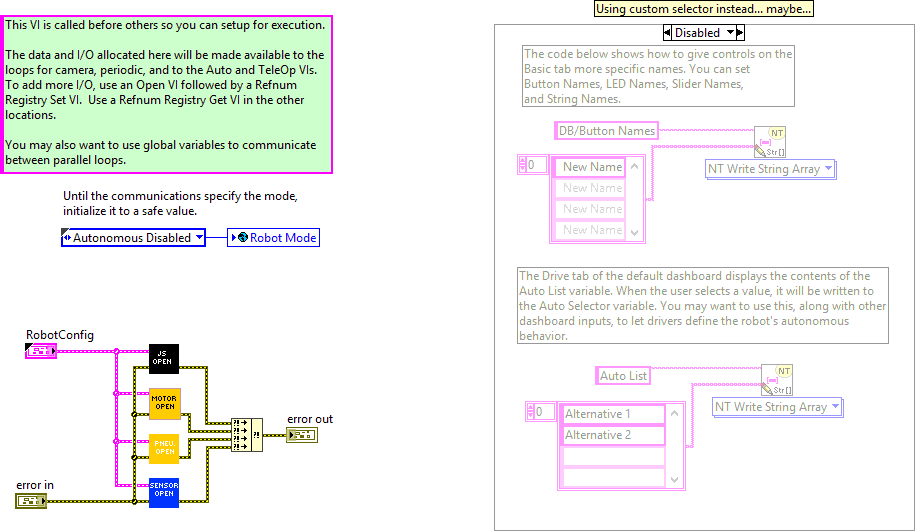 This VI is called before others so you can setup for execution.
The data and I/O allocated here will be made available to the
loops for camera, periodic, and to the Auto and TeleOp VIs.
To add more I/O, use an Open VI followed by a Refnum
Registry Set VI.  Use a Refnum Registry Get VI in the other
locations.
You may also want to use global variables to communicate
between parallel loops.
Until the communications specify the mode,
initialize it to a safe value.
Autonomous Disabled
Robot Mode
RobotConfig
JS
OPEN
MOTOR
OPEN
PNEU.
OPEN
SENSOR
OPEN
error in
error out
Using custom selector instead... maybe...
Disabled
The code below shows how to give controls on the
Basic tab more specific names. You can set
Button Names, LED Names, Slider Names,
and String Names.
DB/Button Names
NT
Str[]
NT Write String Array
0
New Name
New Name
New Name
New Name
The Drive tab of the default dashboard displays the contents of the
Auto List variable. When the user selects a value, it will be written to
the Auto Selector variable. You may want to use this, along with other
dashboard inputs, to let drivers define the robot's autonomous
behavior.
Auto List
NT
Str[]
NT Write String Array
0
Alternative 1
Alternative 2